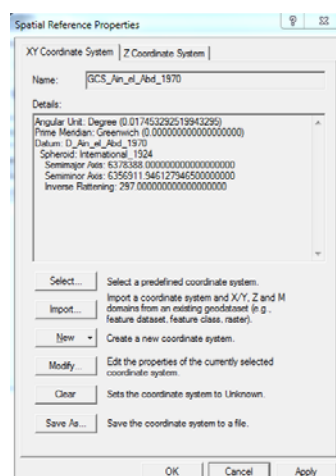 Spatial Reference Properties
XY Coordinate System
Z Coordinate System
Name:
GCS_Ain_el_Abd_1970
Details:
Angular Unit: Degree (0.017453292519943295)
Prime Meridian: Greenwich (0.000000000000000000)
Datum: D_Ain_el_Abd_1970
Spheroid: International_1924
Semimajor Axis: 6378388.000000000000000000
Semiminor Axis: 6356911.946127946500000000
Inverse Flattening: 297.000000000000000000
Select...
Select a predefined coordinate system.
Import...
Import a coordinate system and X/Y, Z and M
domains from an existing geodataset (e.g.,
feature dataset, feature class, raster).
New
Create a new coordinate system.
Modify...
Edit the properties of the currently selected
coordinate system.
Clear
Sets the coordinate system to Unknown.
Save As...
Save the coordinate system to a file.
OK
Cancel
Apply